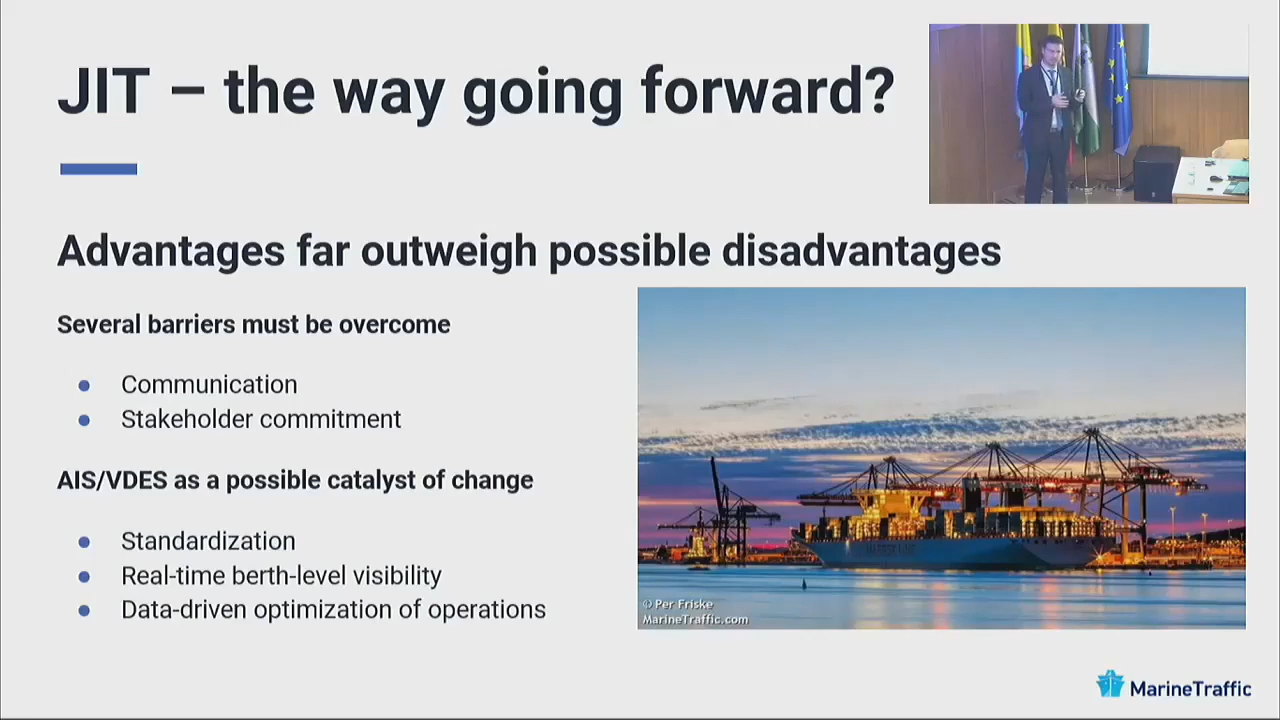 JIT – the way going forward?
Advantages far outweigh possible disadvantages
Several barriers must be overcome
● Communication
● Stakeholder commitment
AIS/VDES as a possible catalyst of change
● Standardization
● Real-time berth-level visibility
● Data-driven optimization of operations
MAERSK LINE
© Per Friske
MarineTraffic.com
MarineTraffic